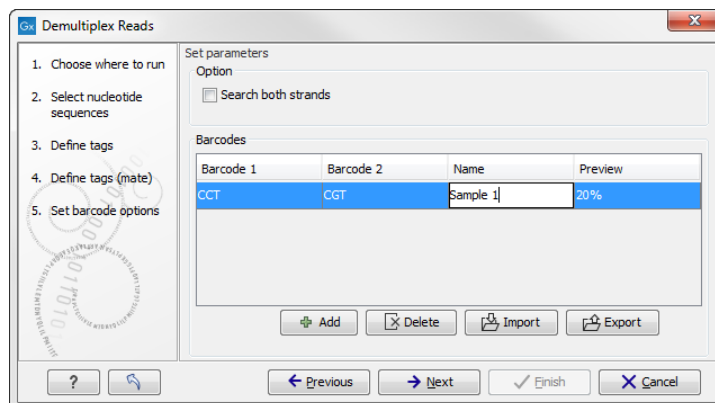 Gx Demultiplex Reads
1. Choose where to run
2. Select nucleotide
sequences
3. Define tags
4. Define tags (mate)
5. Set barcode options
Set parameters
Option
Search both strands
Barcodes
Barcode 1 Barcode 2 Name Preview
CCT CGT Sample 1 20%
Add Delete Import Export
? Previous Next Finish Cancel